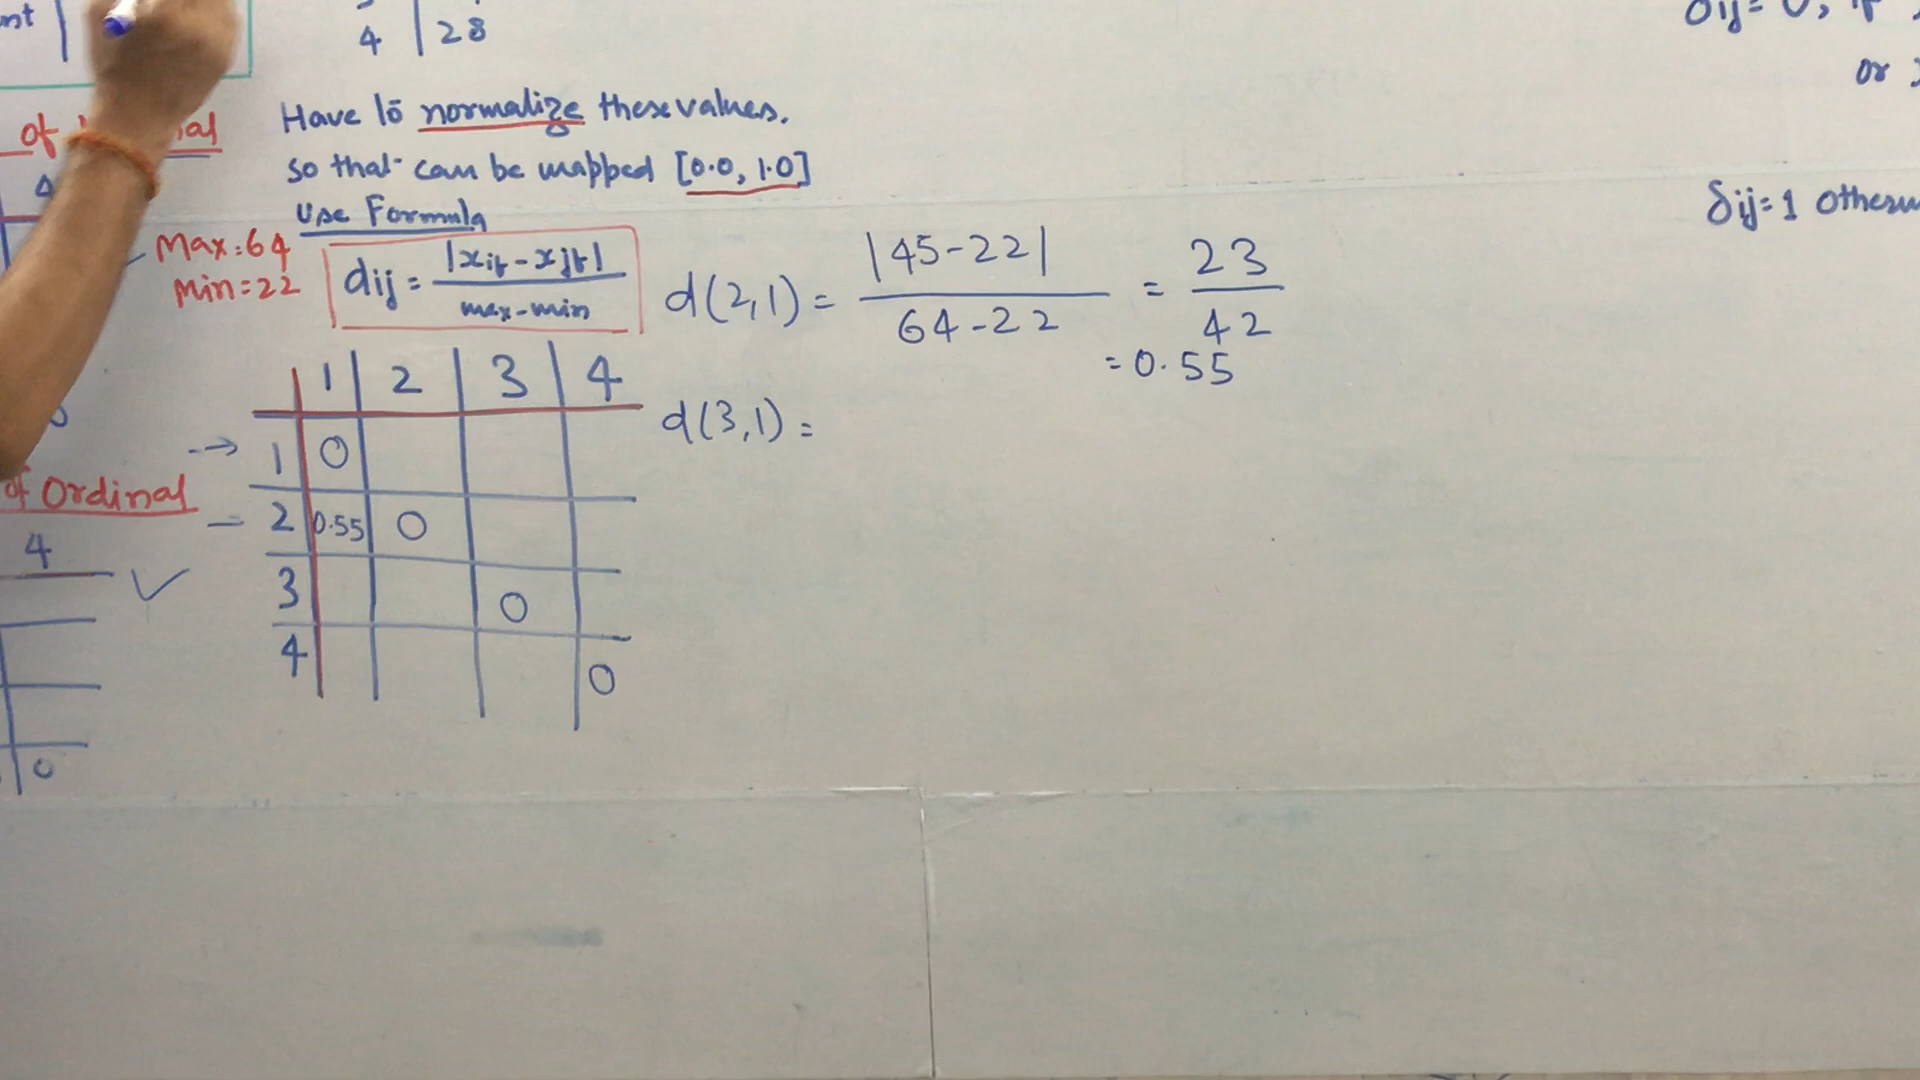 4 | 28
Have to normalize these values.
so that can be mapped [0.0, 1.0]
Use Formula
Max:64
Min=22
dij = |xif - xjf| / max-min
d(2,1) = |45-22| / 64-22 = 23 / 42
= 0.55
d(3,1) =
1 2 3 4
1 0
2 0.55 0
3 0
4 0
of Ordinal
4
0
δij=1
or